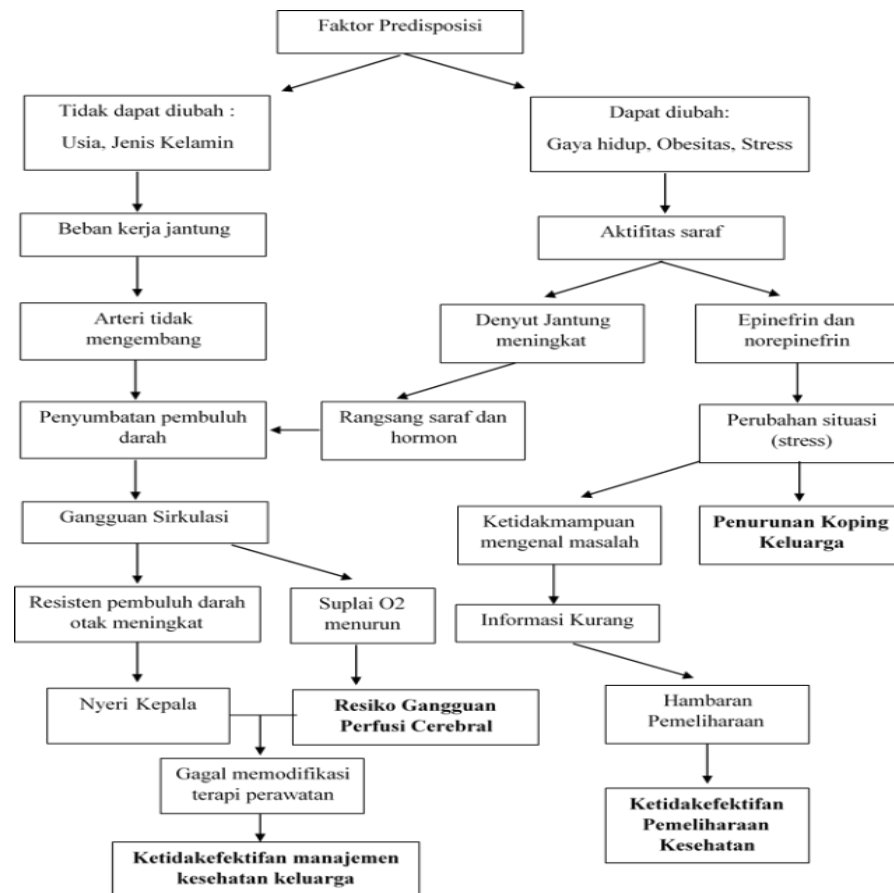 Faktor Predisposisi
Tidak dapat diubah :
Usia, Jenis Kelamin
Dapat diubah:
Gaya hidup, Obesitas, Stress
Beban kerja jantung
Aktifitas saraf
Arteri tidak
mengembang
Denyut Jantung
meningkat
Epinefrin dan
norepinefrin
Penyumbatan pembuluh
darah
Rangsang saraf dan
hormon
Perubahan situasi
(stress)
Gangguan Sirkulasi
Ketidakmampuan
mengenal masalah
Penurunan Koping
Keluarga
Resisten pembuluh darah
otak meningkat
Suplai O2
menurun
Informasi Kurang
Nyeri Kepala
Resiko Gangguan
Perfusi Cerebral
Hambaran
Pemeliharaan
Gagal memodifikasi
terapi perawatan
Ketidakefektifan
Pemeliharaan
Kesehatan
Ketidakefektifan manajemen
kesehatan keluarga